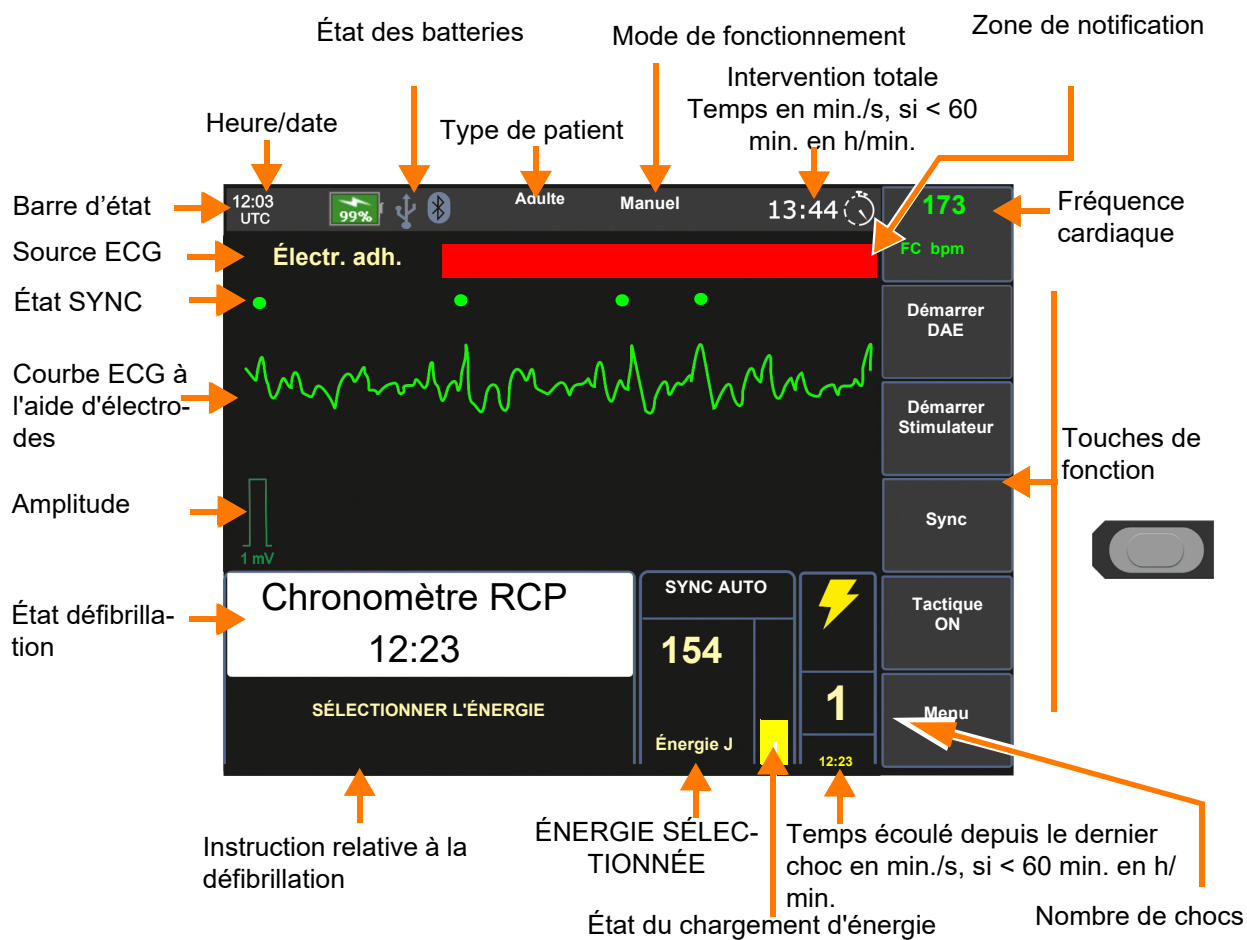 État des batteries
Mode de fonctionnement
Zone de notification
Intervention totale
Temps en min./s, si < 60
min. en h/min.
Heure/date
Type de patient
Barre d'état
12:03
UTC
99%
Adulte
Manuel
13:44
173
FC bpm
Fréquence
cardiaque
Source ECG
Électr. adh.
État SYNC
Démarrer
DAE
Courbe ECG à
l'aide d'électro-
des
Démarrer
Stimulateur
Touches de
fonction
Amplitude
1 mV
Sync
État défibrilla-
tion
Chronomètre RCP
12:23
SYNC AUTO
154
Tactique
ON
SÉLECTIONNER L'ÉNERGIE
Énergie J
1
12:23
Menu
Instruction relative à la
défibrillation
ÉNERGIE SÉLEC-
TIONNÉE
Temps écoulé depuis le dernier
choc en min./s, si < 60 min. en h/
min.
État du chargement d'énergie
Nombre de chocs